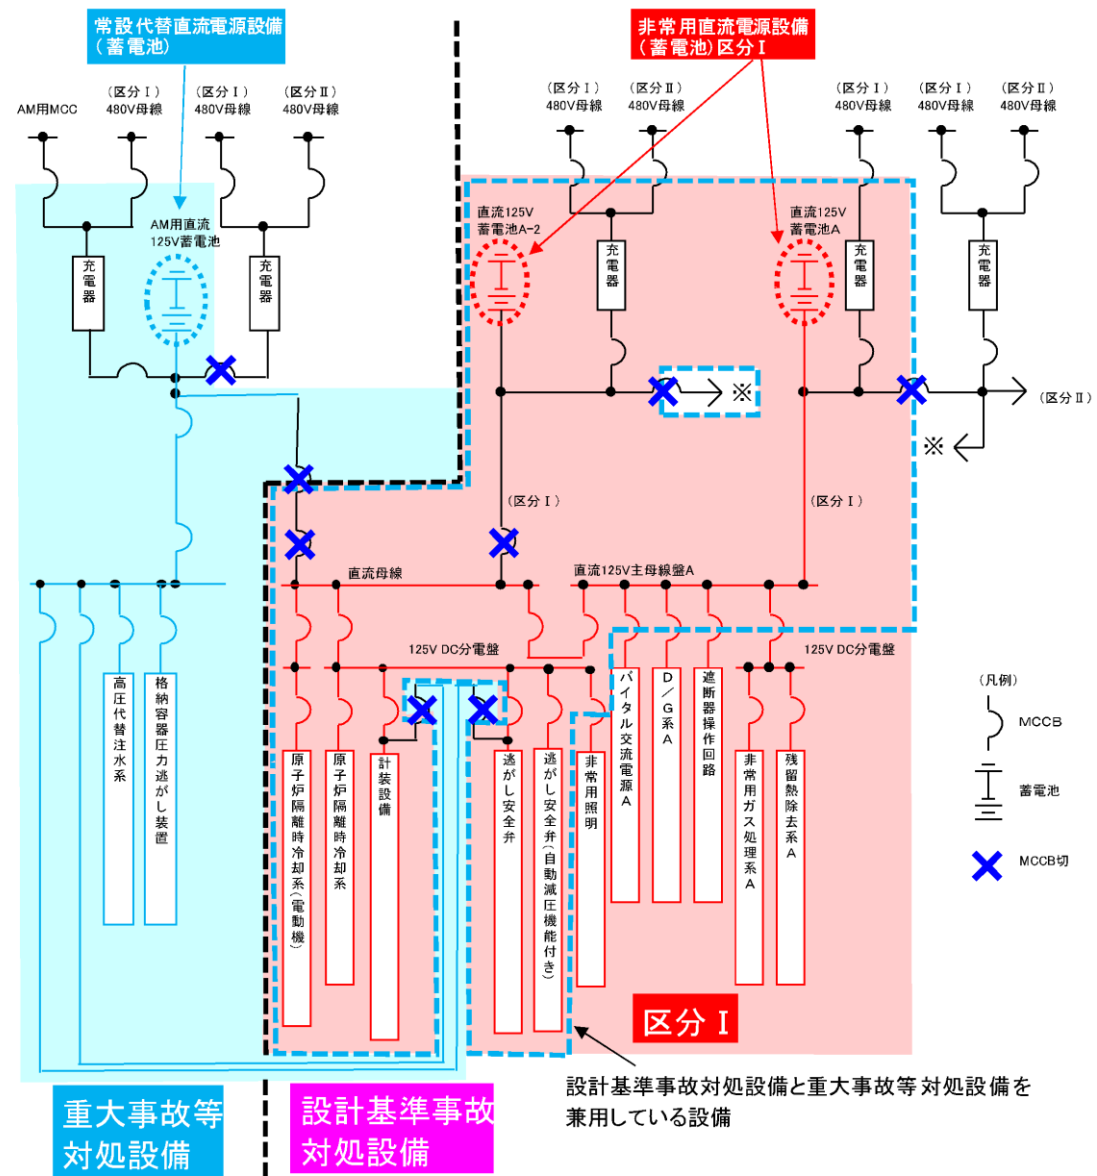 常設代替直流電源設備
(蓄電池)
非常用直流電源設備
(蓄電池)区分Ⅰ
AM用MCC
(区分Ⅰ)
480V母線
(区分Ⅰ)
480V母線
(区分Ⅱ)
480V母線
(区分Ⅰ)
480V母線
(区分Ⅱ)
480V母線
(区分Ⅰ)
480V母線
(区分Ⅰ)
480V母線
(区分Ⅱ)
480V母線
AM用直流
125V蓄電池
直流125V
蓄電池A-2
直流125V
蓄電池A
充電器
充電器
充電器
充電器
充電器
※
(区分Ⅱ)
※
(区分Ⅰ)
(区分Ⅰ)
直流母線
直流125V主母線盤A
125V DC分電盤
125V DC分電盤
高圧代替注水系
格納容器圧力逃がし装置
原子炉隔離時冷却系(電動機)
原子炉隔離時冷却系
計装設備
逃がし安全弁
逃がし安全弁(自動減圧機能付き)
非常用照明
バイタル交流電源A
D/G系A
遮断器操作回路
非常用ガス処理系A
残留熱除去系A
(凡例)
MCCB
蓄電池
MCCB切
区分Ⅰ
設計基準事故対処設備と重大事故等対処設備を
兼用している設備
重大事故等
対処設備
設計基準事故
対処設備